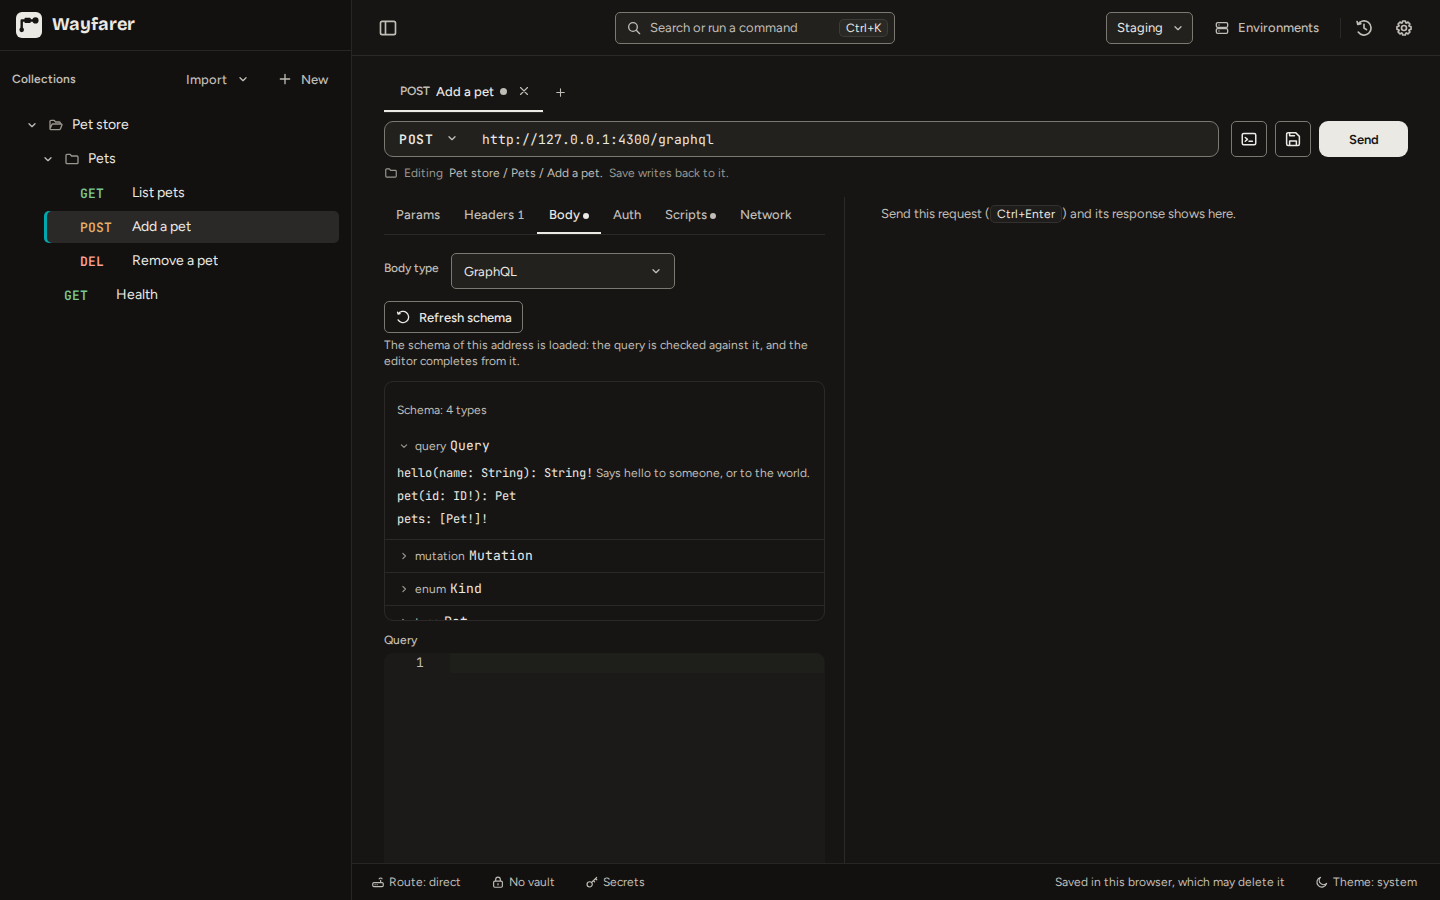 Wayfarer
Search or run a command Ctrl+K
Staging
Environments
Collections
Import
New
Pet store
Pets
GET List pets
POST Add a pet
DEL Remove a pet
GET Health
POST Add a pet
POST http://127.0.0.1:4300/graphql
Send
Editing Pet store / Pets / Add a pet. Save writes back to it.
Params
Headers 1
Body
Auth
Scripts
Network
Body type
GraphQL
Refresh schema
The schema of this address is loaded: the query is checked against it, and the
editor completes from it.
Schema: 4 types
query Query
hello(name: String): String! Says hello to someone, or to the world.
pet(id: ID!): Pet
pets: [Pet!]!
mutation Mutation
enum Kind
Query
1
Send this request (Ctrl+Enter) and its response shows here.
Route: direct
No vault
Secrets
Saved in this browser, which may delete it
Theme: system